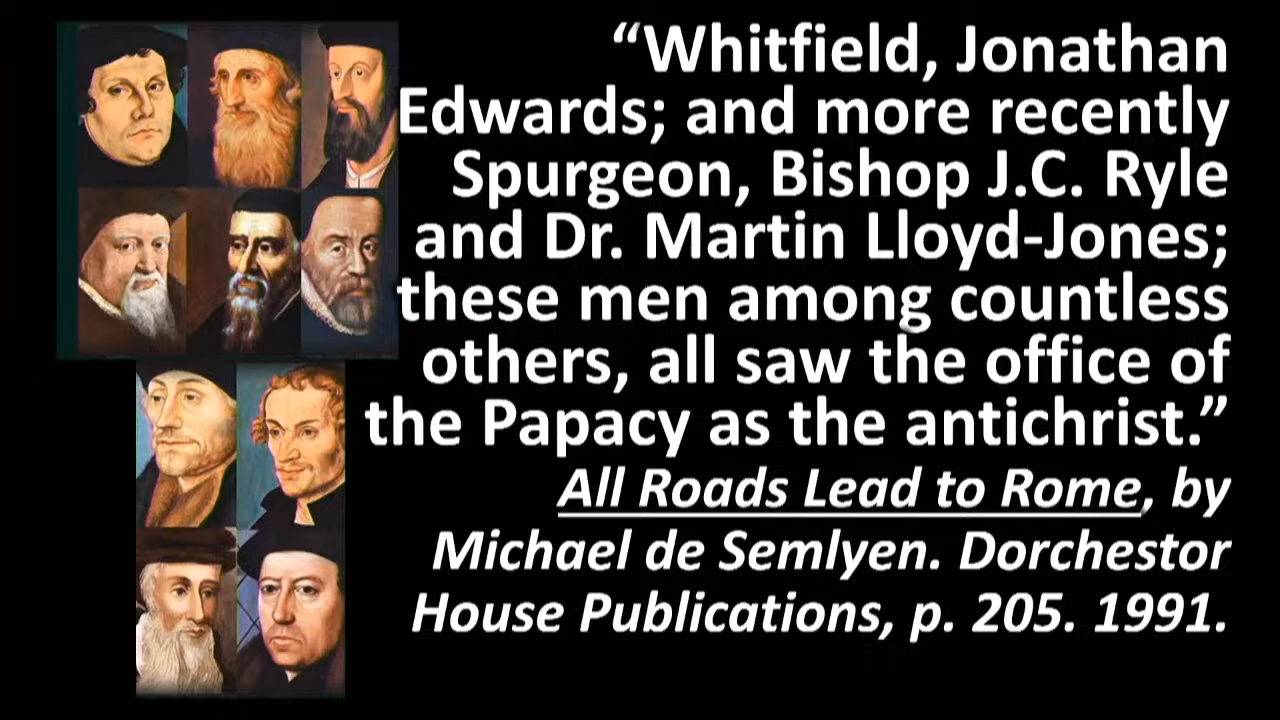 “Whitfield, Jonathan
Edwards; and more recently
Spurgeon, Bishop J.C. Ryle
and Dr. Martin Lloyd-Jones;
these men among countless
others, all saw the office of
the Papacy as the antichrist.”
All Roads Lead to Rome, by
Michael de Semlyen. Dorchestor
House Publications, p. 205. 1991.